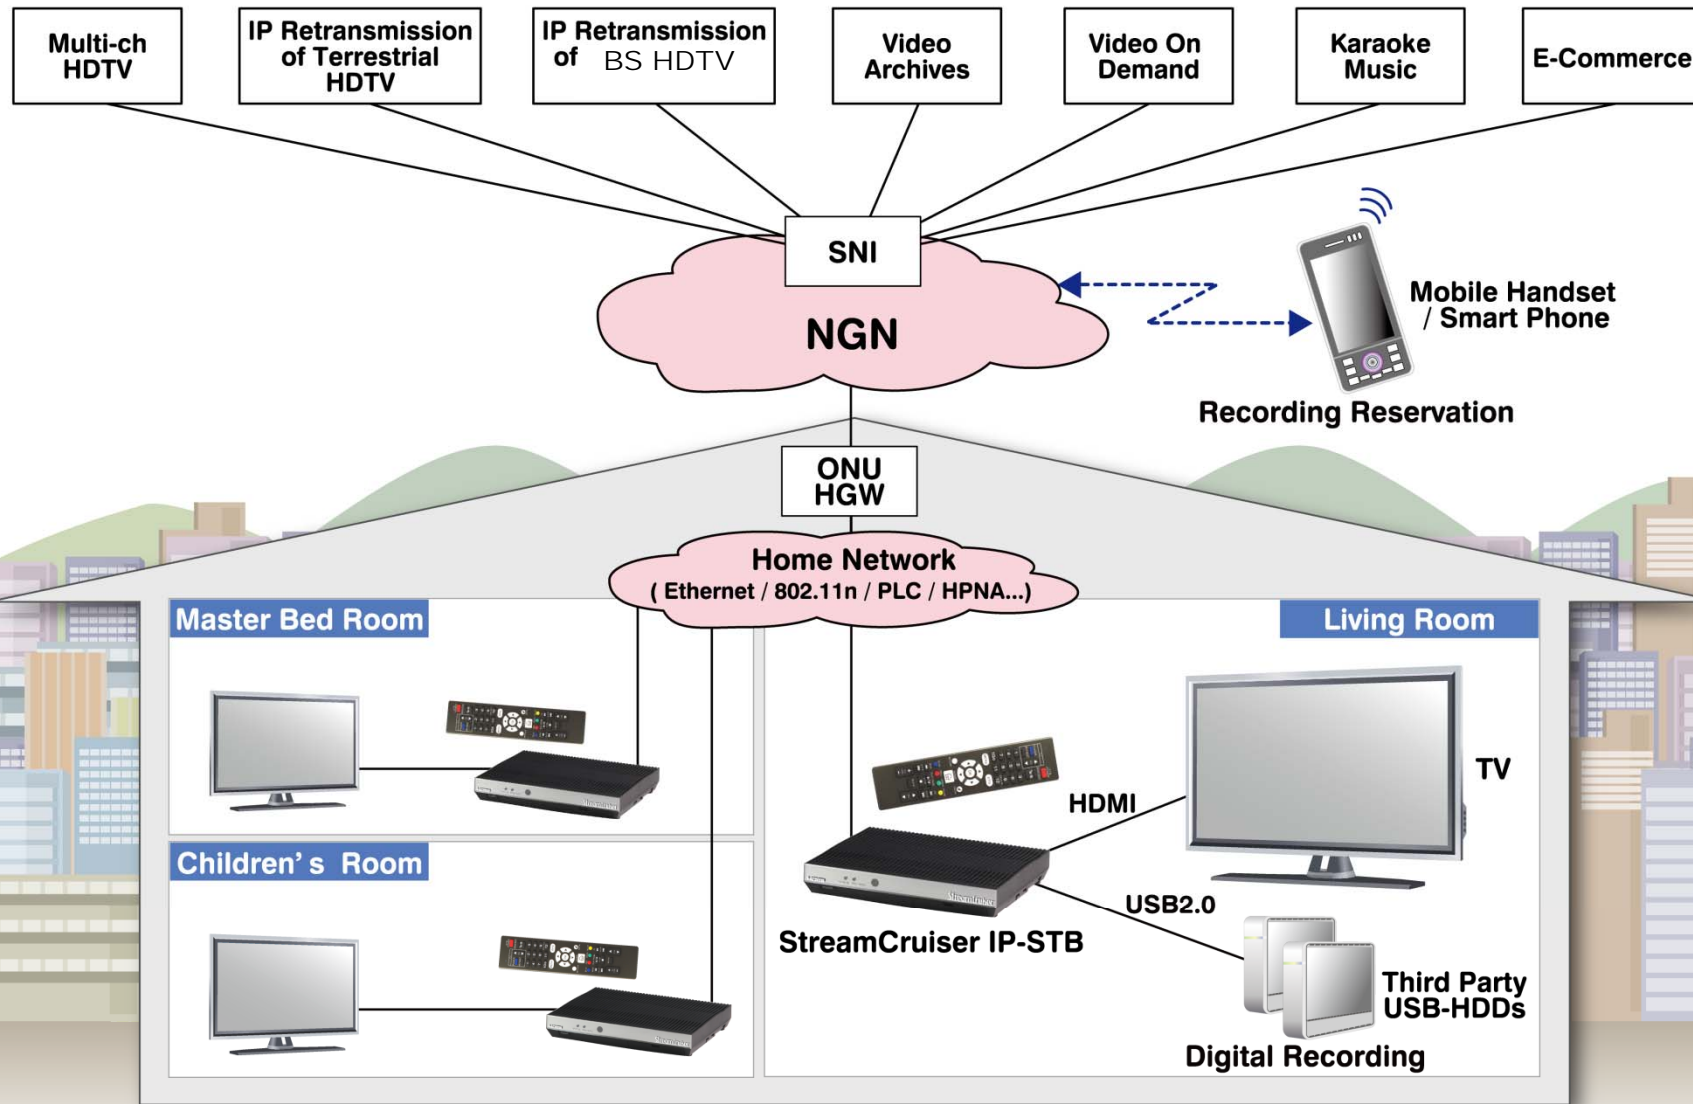 Multi-ch
HDTV
IP Retransmission
of Terrestrial
HDTV
IP Retransmission
of BS HDTV
Video
Archives
Video On
Demand
Karaoke
Music
E-Commerce
SNI
NGN
Mobile Handset
/ Smart Phone
Recording Reservation
ONU
HGW
Home Network
( Ethernet / 802.11n / PLC / HPNA...)
Master Bed Room
Living Room
TV
HDMI
Children's Room
USB2.0
StreamCruiser IP-STB
Third Party
USB-HDDs
Digital Recording